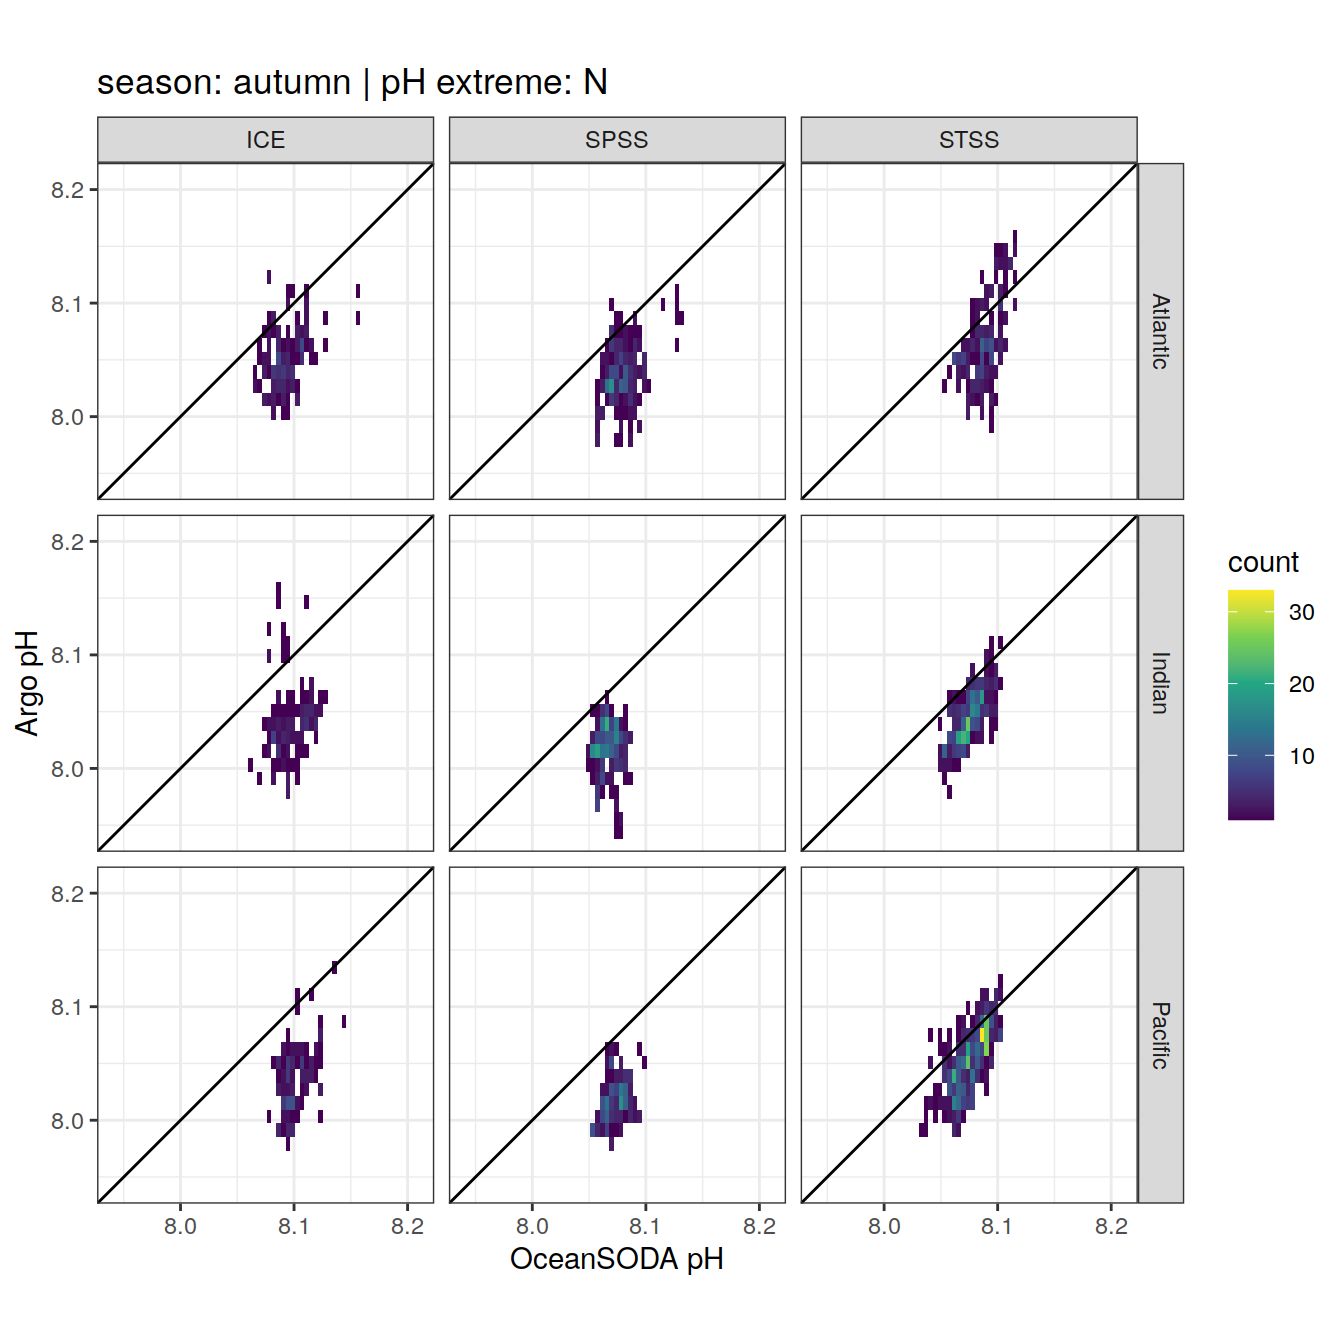 season: autumn | pH extreme: N
ICE
SPSS
STSS
8.2
8.1
8.0
Atlantic
8.2
8.1
8.0
Indian
8.2
8.1
8.0
Pacific
Argo pH
8.0 8.1 8.2
8.0 8.1 8.2
8.0 8.1 8.2
OceanSODA pH
count
30
20
10